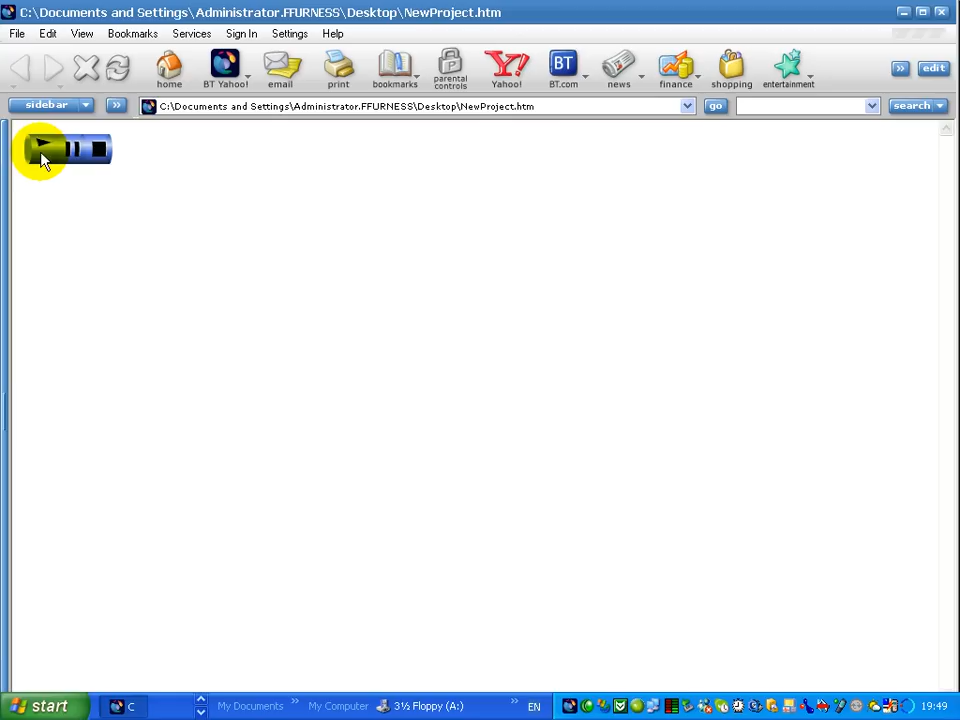 C:\Documents and Settings\Administrator.FFURNESS\Desktop\NewProject.htm
File Edit View Bookmarks Services Sign In Settings Help
BT Y! BT
home BT Yahoo! email print bookmarks parental controls Yahoo! BT.com news finance shopping entertainment >> edit
sidebar >> C:\Documents and Settings\Administrator.FFURNESS\Desktop\NewProject.htm go search
start C My Documents >> My Computer 3½ Floppy (A:) >> EN 19:49